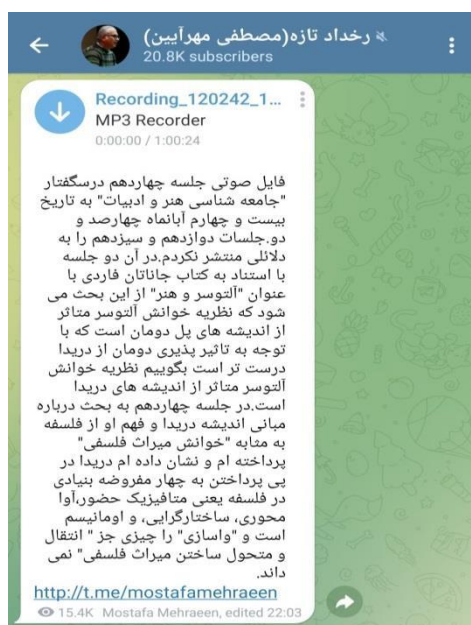 رخداد تازه(مصطفی مهرآیین)
20.8K subscribers
Recording_120242_1...
MP3 Recorder
0:00:00 / 1:00:24
فایل صوتی جلسه چهاردهم درسگفتار
"جامعه شناسی هنر و ادبیات" به تاریخ
بیست و چهارم آبانماه چهارصد و
دو.جلسات دوازدهم و سیزدهم را به
دلائلی منتشر نکردم.در آن دو جلسه
با استناد به کتاب جاناتان فاردی با
عنوان "آلتوسر و هنر" از این بحث می
شود که نظریه خوانش آلتوسر متاثر
از اندیشه های پل دومان است که با
توجه به تاثیر پذیری دومان از دریدا
درست تر است بگوییم نظریه خوانش
آلتوسر متاثر از اندیشه های دریدا
است.در جلسه چهاردهم به بحث درباره
مبانی اندیشه دریدا و فهم او از فلسفه
به مثابه "خوانش میراث فلسفی"
پرداخته ام و نشان داده ام دریدا در
پی پرداختن به چهار مفروضه بنیادی
در فلسفه یعنی متافیزیک حضور،آوا
محوری، ساختارگرایی، و اومانیسم
است و "واسازی" را چیزی جز " انتقال
و متحول ساختن میراث فلسفی" نمی
داند.
http://t.me/mostafamehraeen
15.4K Mostafa Mehraeen, edited 22:03